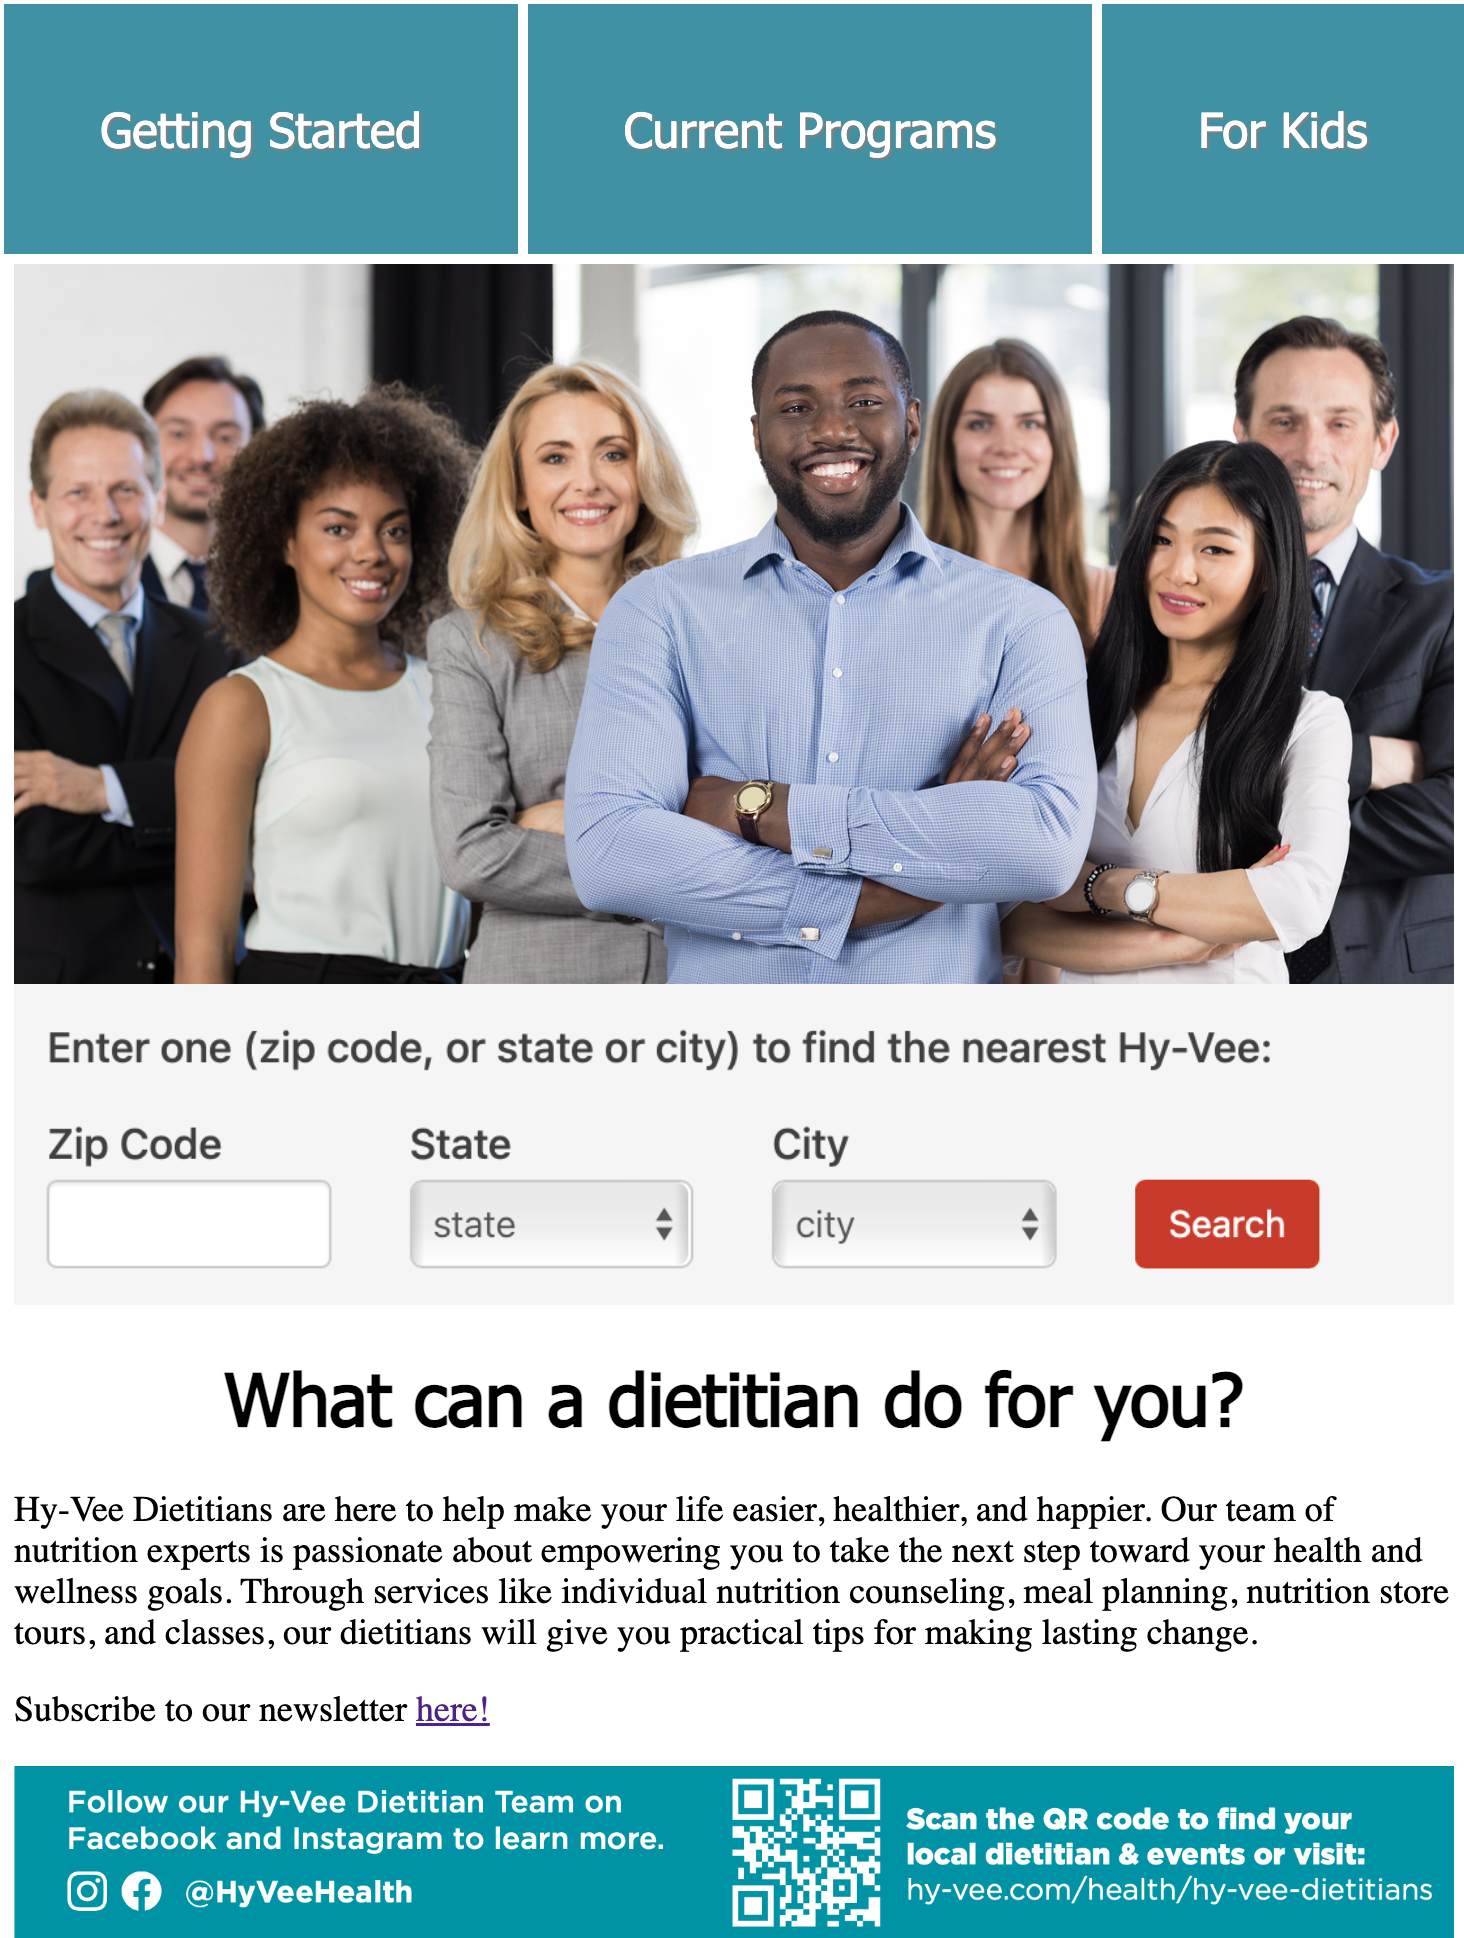 Getting Started
Current Programs
For Kids
Enter one (zip code, or state or city) to find the nearest Hy-Vee:
Zip Code
State
City
state
city
Search
What can a dietitian do for you?
Hy-Vee Dietitians are here to help make your life easier, healthier, and happier. Our team of
nutrition experts is passionate about empowering you to take the next step toward your health and
wellness goals. Through services like individual nutrition counseling, meal planning, nutrition store
tours, and classes, our dietitians will give you practical tips for making lasting change.
Subscribe to our newsletter here!
Follow our Hy-Vee Dietitian Team on
Facebook and Instagram to learn more.
@HyVeeHealth
Scan the QR code to find your
local dietitian & events or visit:
hy-vee.com/health/hy-vee-dietitians